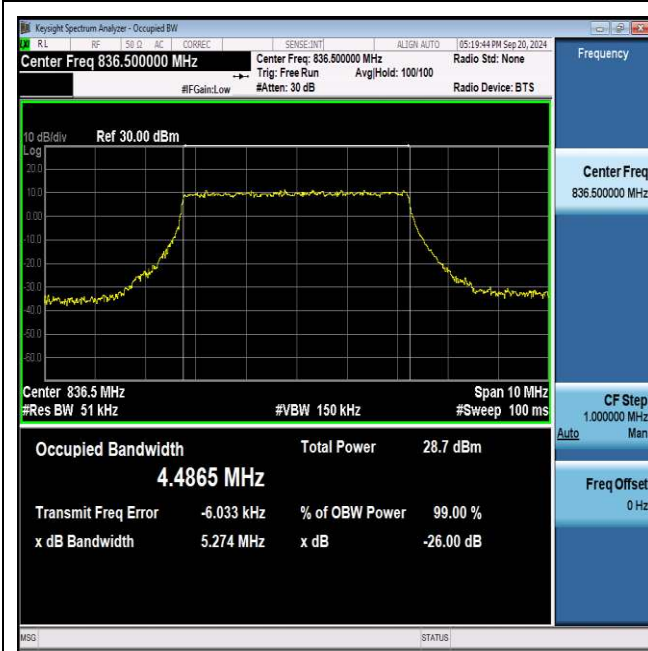 Keysight Spectrum Analyzer - Occupied BW
RL RF 50 Ω AC CORREC SENSE:INT ALIGN AUTO 05:19:44 PM Sep 20, 2024
Center Freq 836.500000 MHz
Center Freq: 836.500000 MHz Radio Std: None
Trig: Free Run Avg|Hold: 100/100
#IFGain:Low #Atten: 30 dB Radio Device: BTS
Frequency
10 dB/div Ref 30.00 dBm
Log
20.0
10.0
0.00
-10.0
-20.0
-30.0
-40.0
-50.0
-60.0
Center 836.5 MHz Span 10 MHz
#Res BW 51 kHz #VBW 150 kHz #Sweep 100 ms
Occupied Bandwidth Total Power 28.7 dBm
4.4865 MHz
Transmit Freq Error -6.033 kHz % of OBW Power 99.00 %
x dB Bandwidth 5.274 MHz x dB -26.00 dB
Center Freq
836.500000 MHz
CF Step
1.000000 MHz
Auto Man
Freq Offset
0 Hz
MSG STATUS